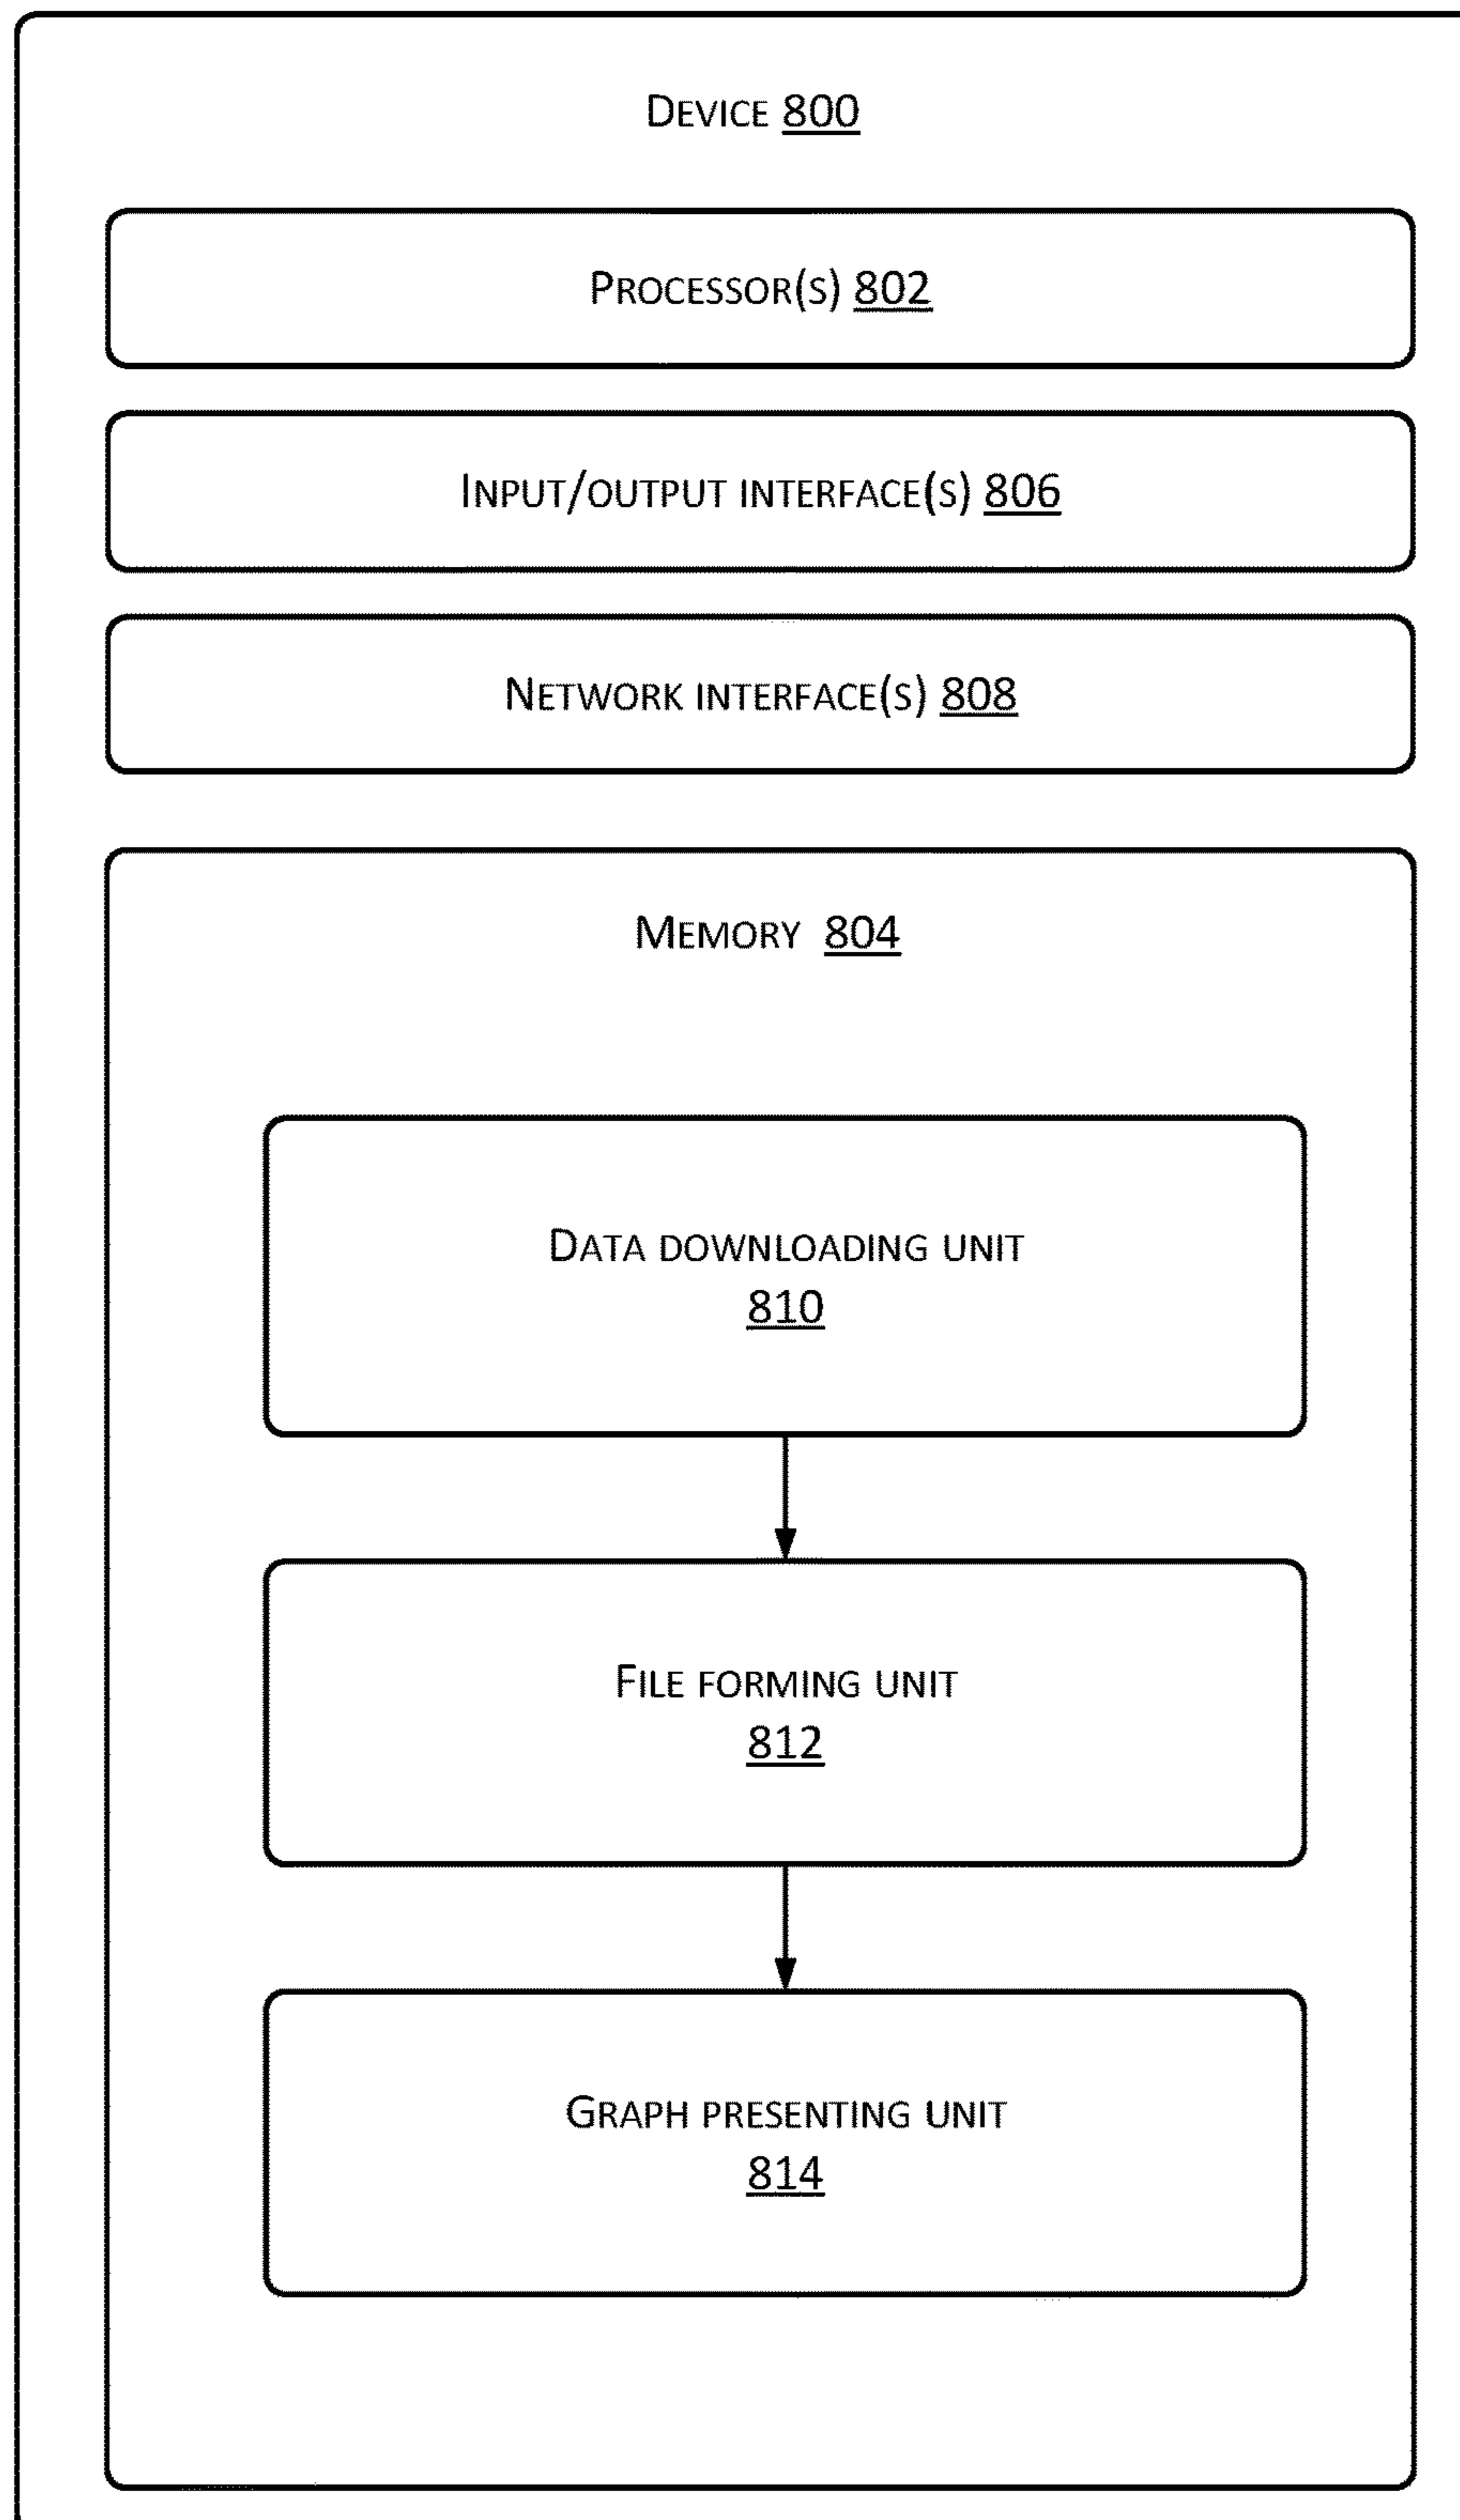 DEVICE 800
PROCESSOR(S) 802
INPUT/OUTPUT INTERFACE(S) 806
NETWORK INTERFACE(S) 808
MEMORY 804
DATA DOWNLOADING UNIT
810
FILE FORMING UNIT
812
GRAPH PRESENTING UNIT
814